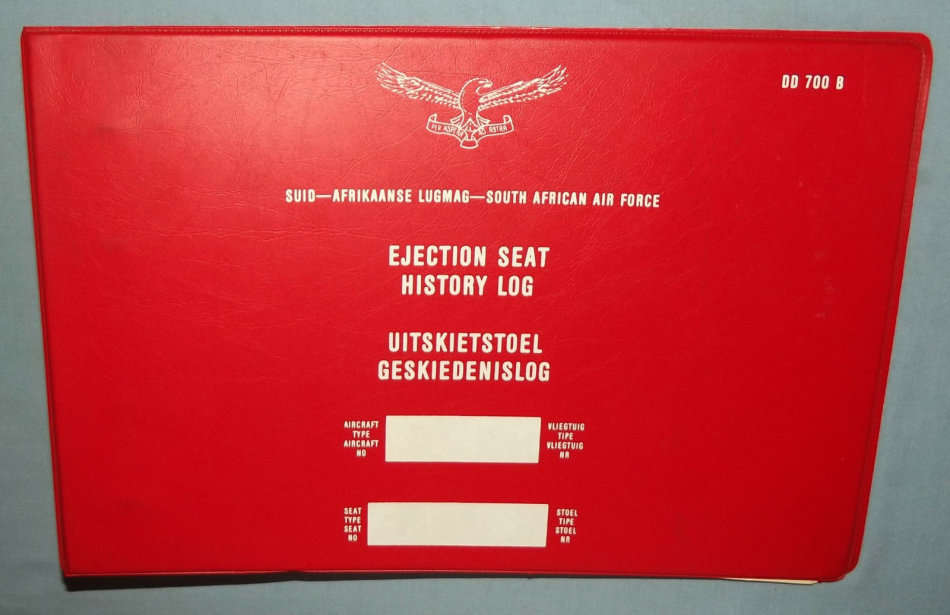 DD 700 B
PER ASPERA AD ASTRA
SUID—AFRIKAANSE LUGMAG—SOUTH AFRICAN AIR FORCE
EJECTION SEAT
HISTORY LOG
UITSKIETSTOEL
GESKIEDENISLOG
AIRCRAFT
TYPE
AIRCRAFT
NO
VLIEGTUIG
TIPE
VLIEGTUIG
NR
SEAT
TYPE
SEAT
NO
STOEL
TIPE
STOEL
NR